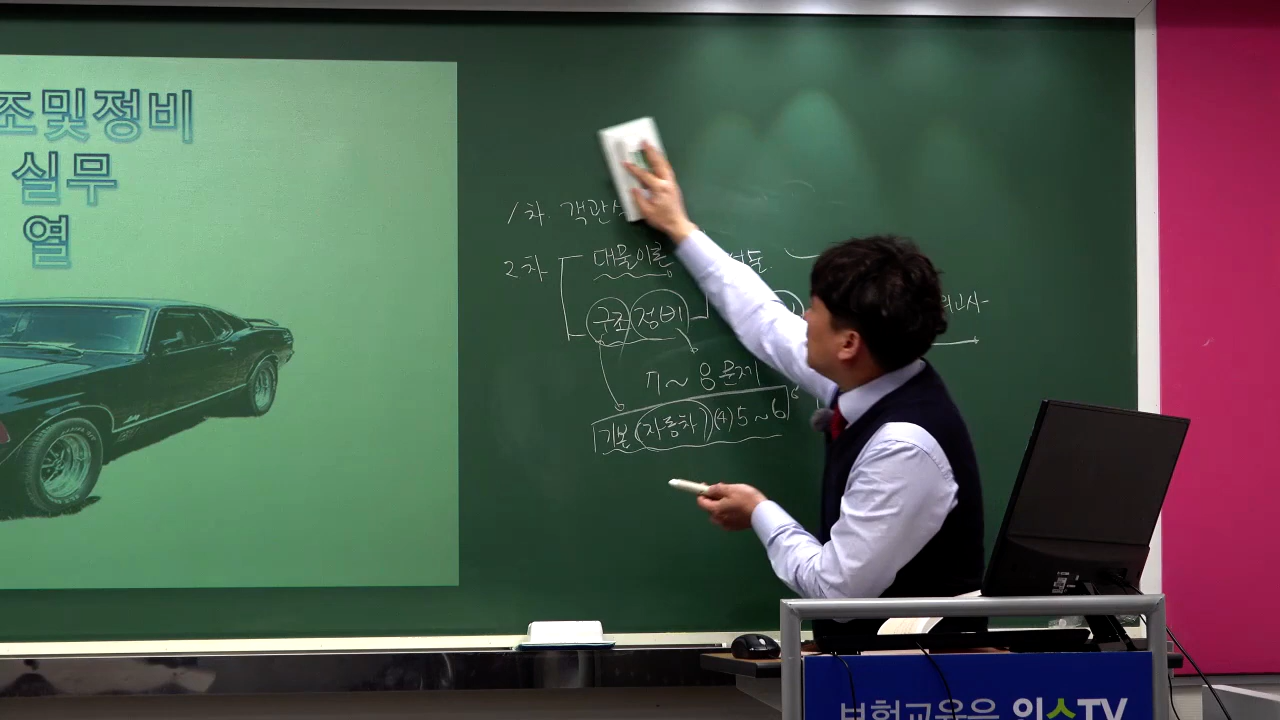 조및정비
실무
열
1차. 객관식
2차 대물이론
구조 정비
7~8문제
기본(자동차)(4)5~6
보험교육은 인스TV